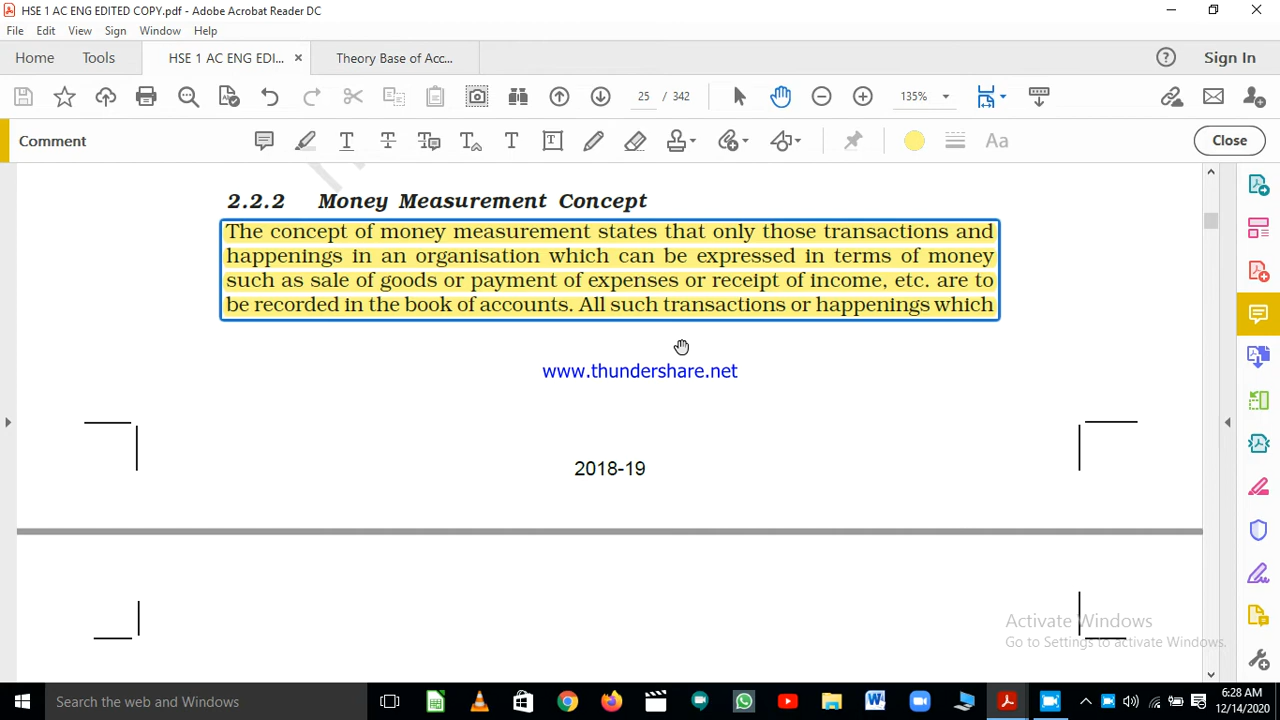 HSE 1 AC ENG EDITED COPY.pdf - Adobe Acrobat Reader DC
File Edit View Sign Window Help
Home Tools HSE 1 AC ENG EDI... × Theory Base of Acc... ? Sign In
25 / 342 135%
Comment T T T T T T Aa Close
2.2.2 Money Measurement Concept
The concept of money measurement states that only those transactions and
happenings in an organisation which can be expressed in terms of money
such as sale of goods or payment of expenses or receipt of income, etc. are to
be recorded in the book of accounts. All such transactions or happenings which
www.thundershare.net
2018-19
Activate Windows
Go to Settings to activate Windows.
Search the web and Windows
6:28 AM
12/14/2020